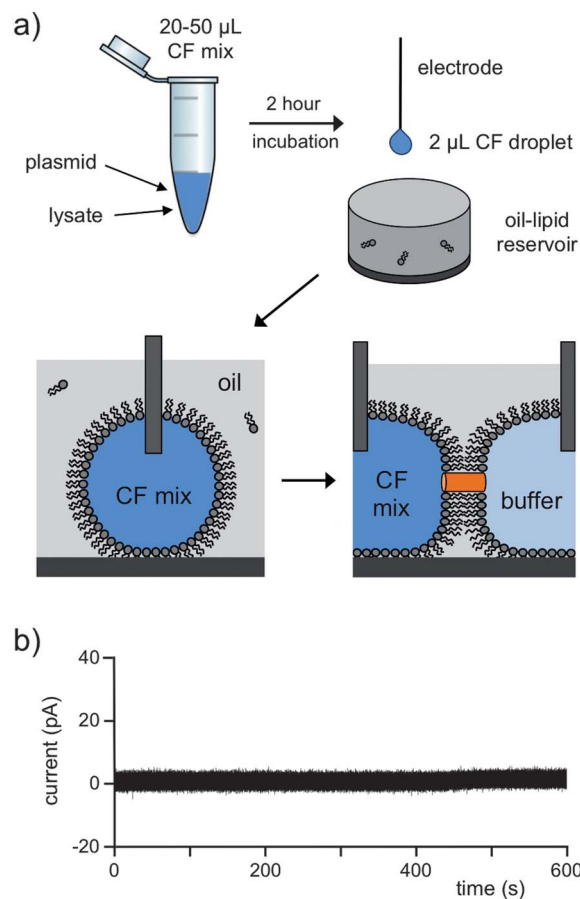 a)
20-50 µL
CF mix
plasmid
lysate
2 hour
incubation
electrode
2 µL CF droplet
oil-lipid
reservoir
oil
CF mix
CF
mix
buffer
b)
current (pA)
40
20
0
-20
0
200
400
600
time (s)